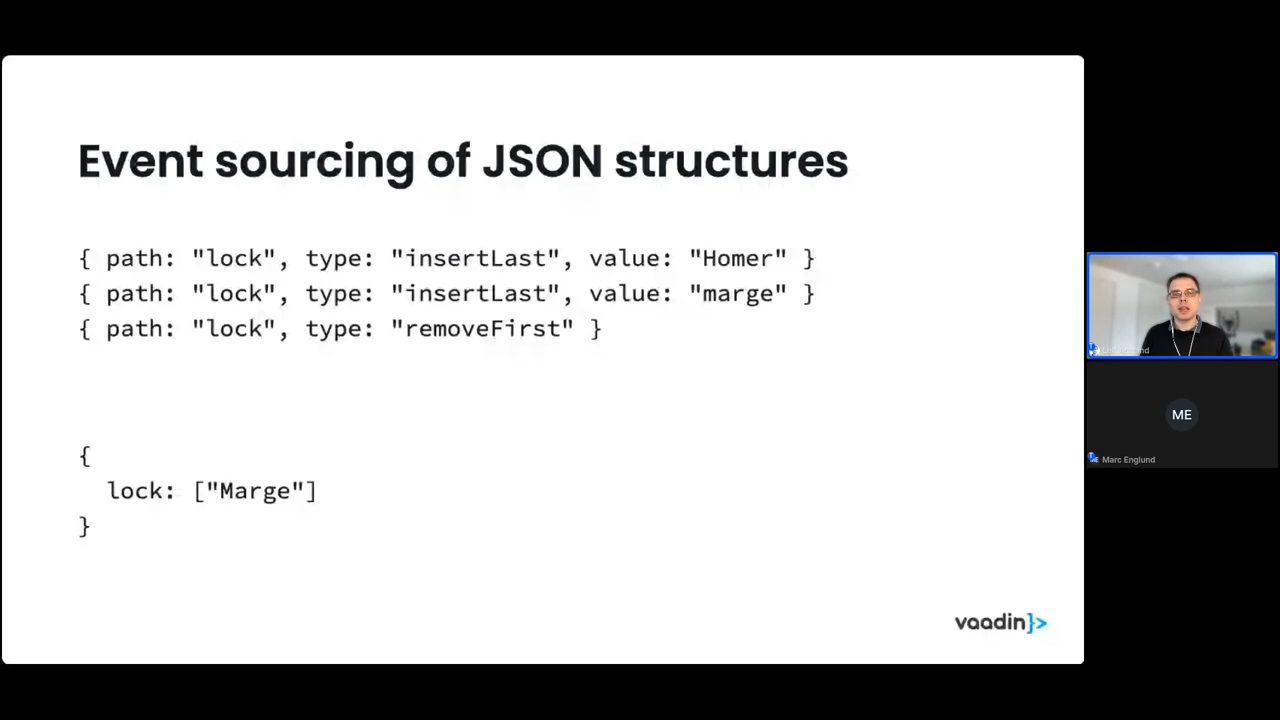 Event sourcing of JSON structures
{ path: "lock", type: "insertLast", value: "Homer" }
{ path: "lock", type: "insertLast", value: "marge" }
{ path: "lock", type: "removeFirst" }
{
lock: ["Marge"]
}
vaadin}>
ME
Marc Englund